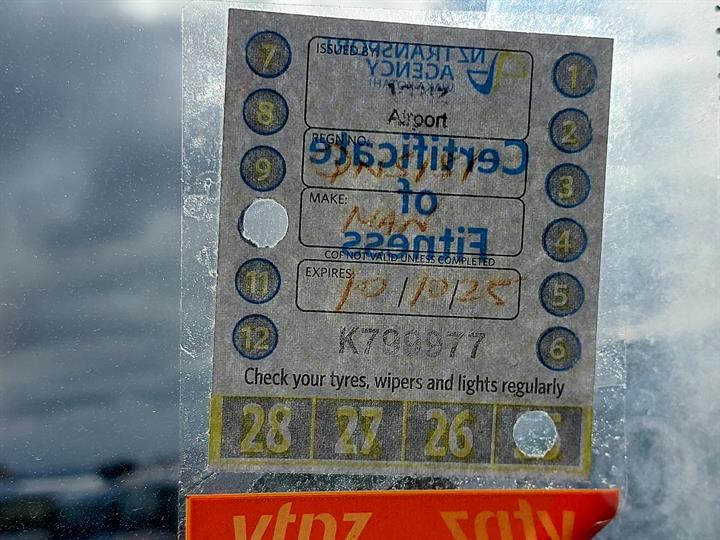 7
8
9
11
12
1
2
3
4
5
6
ISSUED BY:
NZ TRANSPORT
AGENCY
Airport
REGN NO.
Certificate
of
Fitness
MAKE:
MAN
COF NOT VALID UNLESS COMPLETED
EXPIRES:
10/10/25
K799977
Check your tyres, wipers and lights regularly
28 27 26
vtnz vtnz